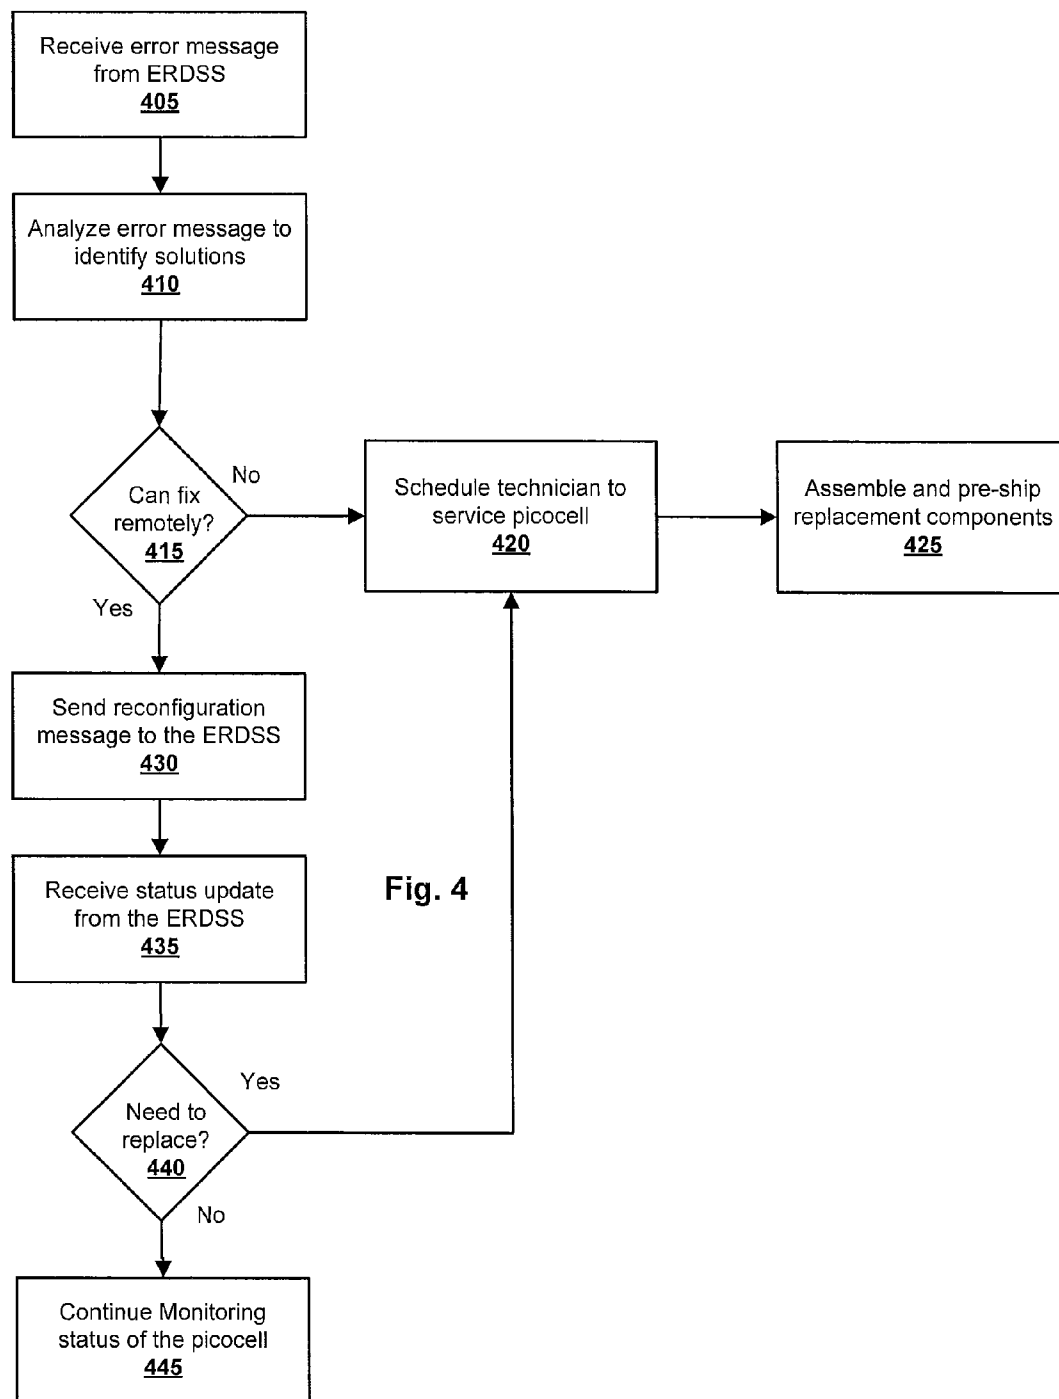 Receive error message
from ERDSS
405
Analyze error message to
identify solutions
410
Can fix
remotely?
415
No
Yes
Schedule technician to
service picocell
420
Assemble and pre-ship
replacement components
425
Send reconfiguration
message to the ERDSS
430
Receive status update
from the ERDSS
435
Fig. 4
Need to
replace?
440
Yes
No
Continue Monitoring
status of the picocell
445